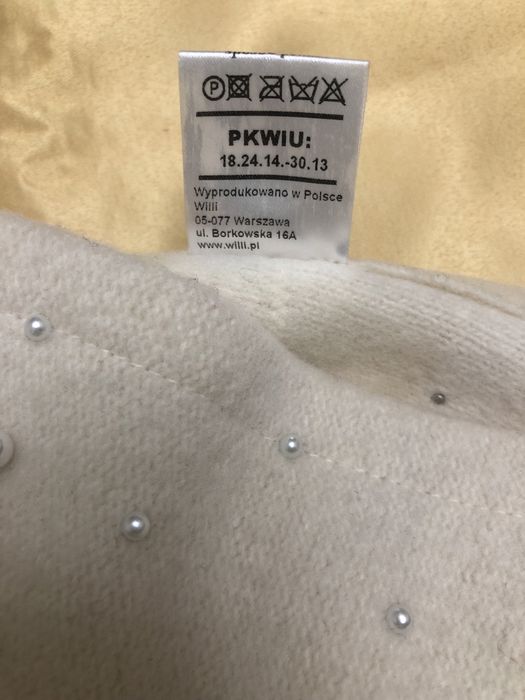 P
PKWIU:
18.24.14.-30.13
Wyprodukowano w Polsce
Willi
05-077 Warszawa
ul. Borkowska 16A
www.willi.pl